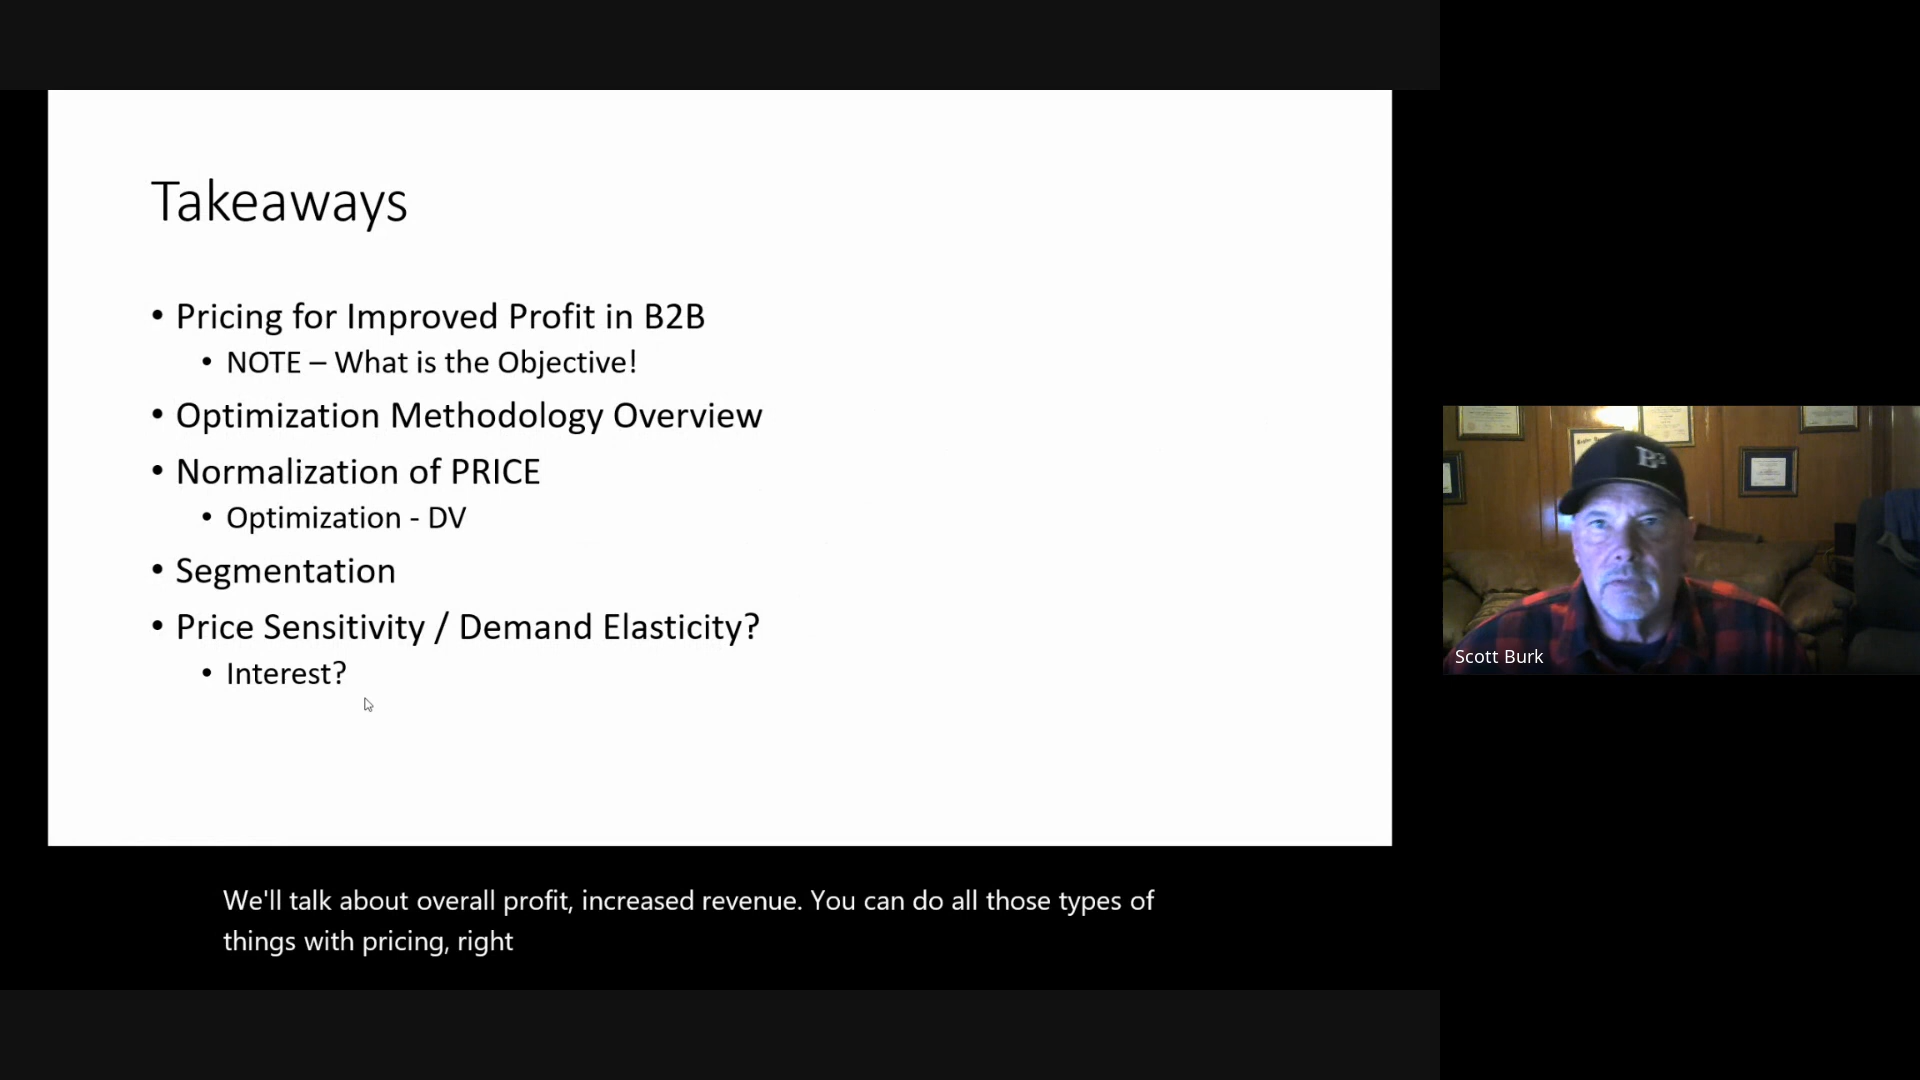 Takeaways
• Pricing for Improved Profit in B2B
• NOTE – What is the Objective!
• Optimization Methodology Overview
• Normalization of PRICE
• Optimization - DV
• Segmentation
• Price Sensitivity / Demand Elasticity?
• Interest?
Scott Burk
We'll talk about overall profit, increased revenue. You can do all those types of
things with pricing, right